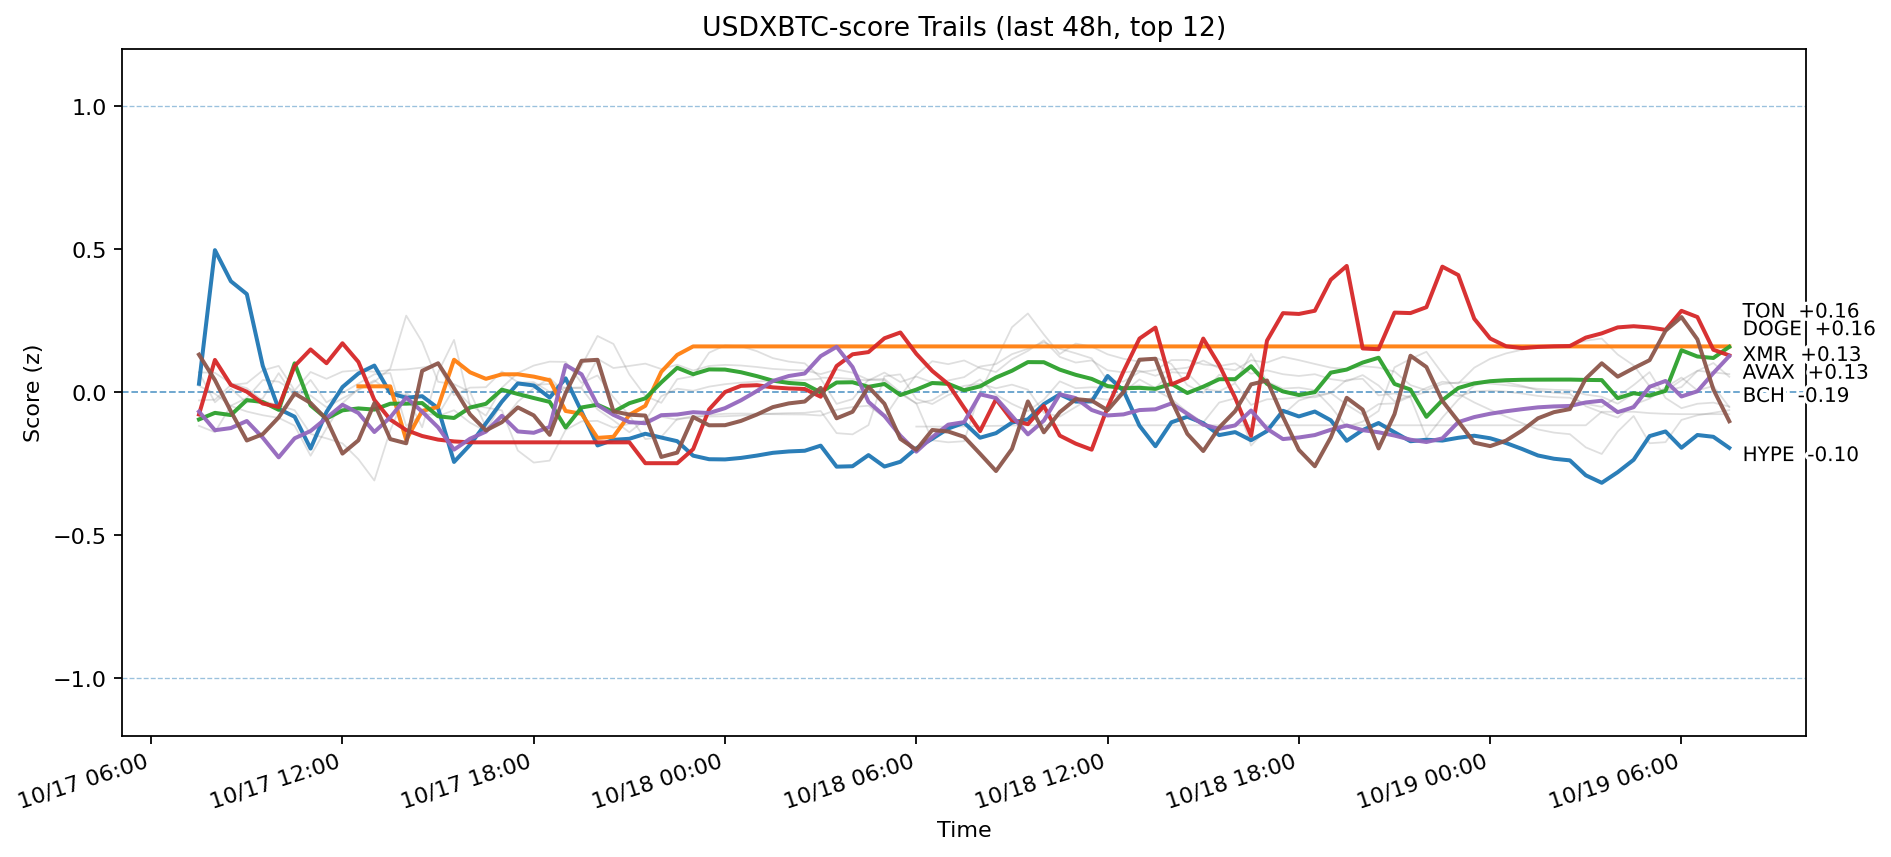 USDXBTC-score Trails (last 48h, top 12)
Score (z)
1.0
0.5
0.0
−0.5
−1.0
TON +0.16
DOGE +0.16
XMR +0.13
AVAX +0.13
BCH -0.19
HYPE -0.10
10/17 06:00
10/17 12:00
10/17 18:00
10/18 00:00
10/18 06:00
10/18 12:00
10/18 18:00
10/19 00:00
10/19 06:00
Time